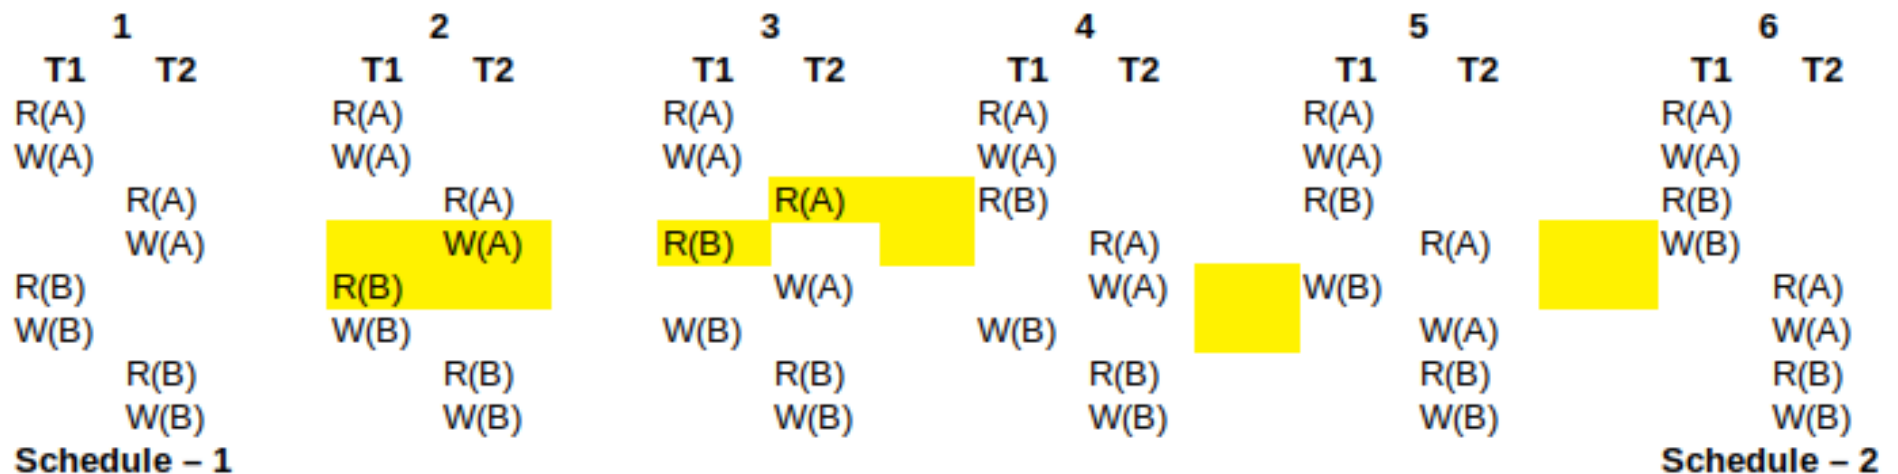 1 2 3 4 5 6
T1 T2 T1 T2 T1 T2 T1 T2 T1 T2 T1 T2
R(A) R(A) R(A) R(A) R(A) R(A)
W(A) W(A) W(A) W(A) W(A) W(A)
R(A) R(A) R(A) R(B) R(B) R(B)
W(A) W(A) R(B) R(A) R(A) W(B)
R(B) R(B) W(A) W(A) W(B) R(A)
W(B) W(B) W(B) W(B) W(A) W(A)
R(B) R(B) R(B) R(B) R(B) R(B)
W(B) W(B) W(B) W(B) W(B) W(B)
Schedule – 1 Schedule – 2